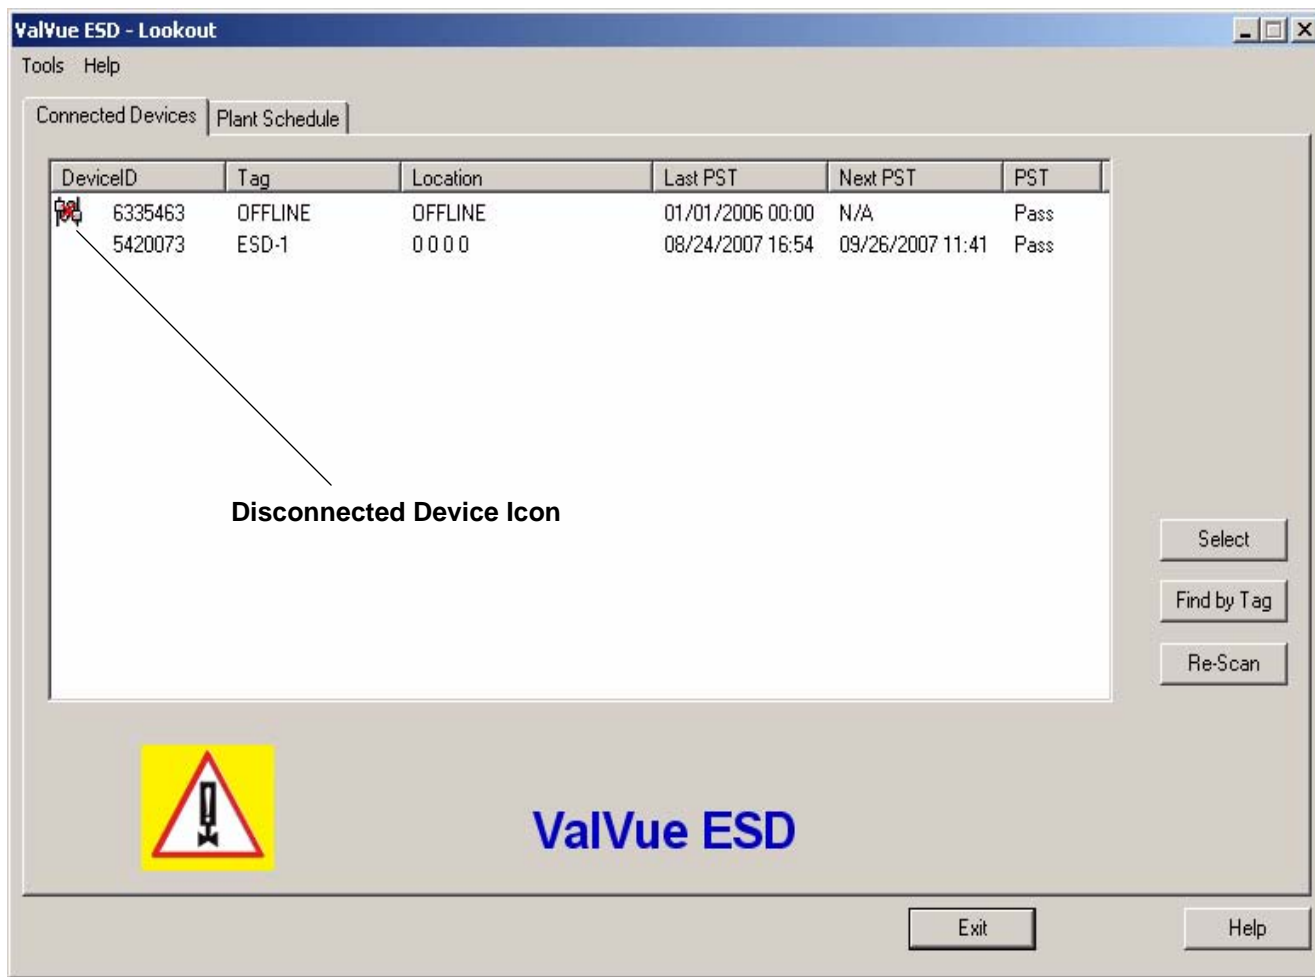 ValVue ESD - Lookout
Tools Help
Connected Devices Plant Schedule
DeviceID Tag Location Last PST Next PST PST
6335463 OFFLINE OFFLINE 01/01/2006 00:00 N/A Pass
5420073 ESD-1 0 0 0 0 08/24/2007 16:54 09/26/2007 11:41 Pass
Disconnected Device Icon
Select
Find by Tag
Re-Scan
ValVue ESD
Exit Help